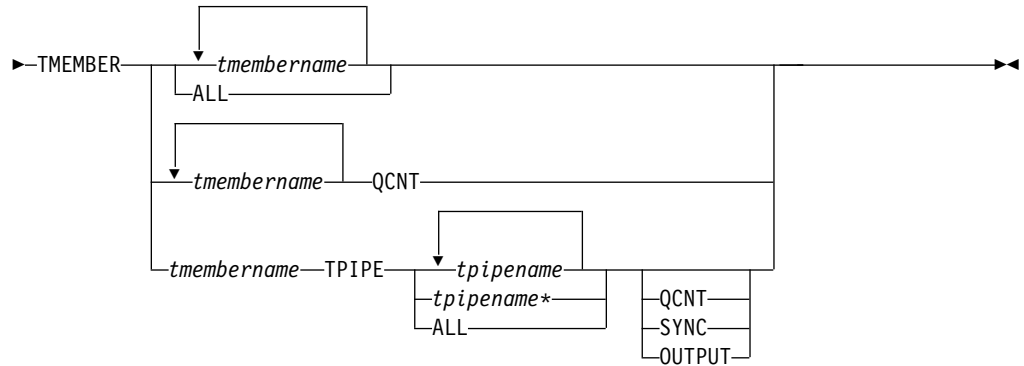 TMEMBER tmembername
ALL
tmembername QCNT
tmembername TPIPE tpipename
tpipename* QCNT
ALL SYNC
OUTPUT